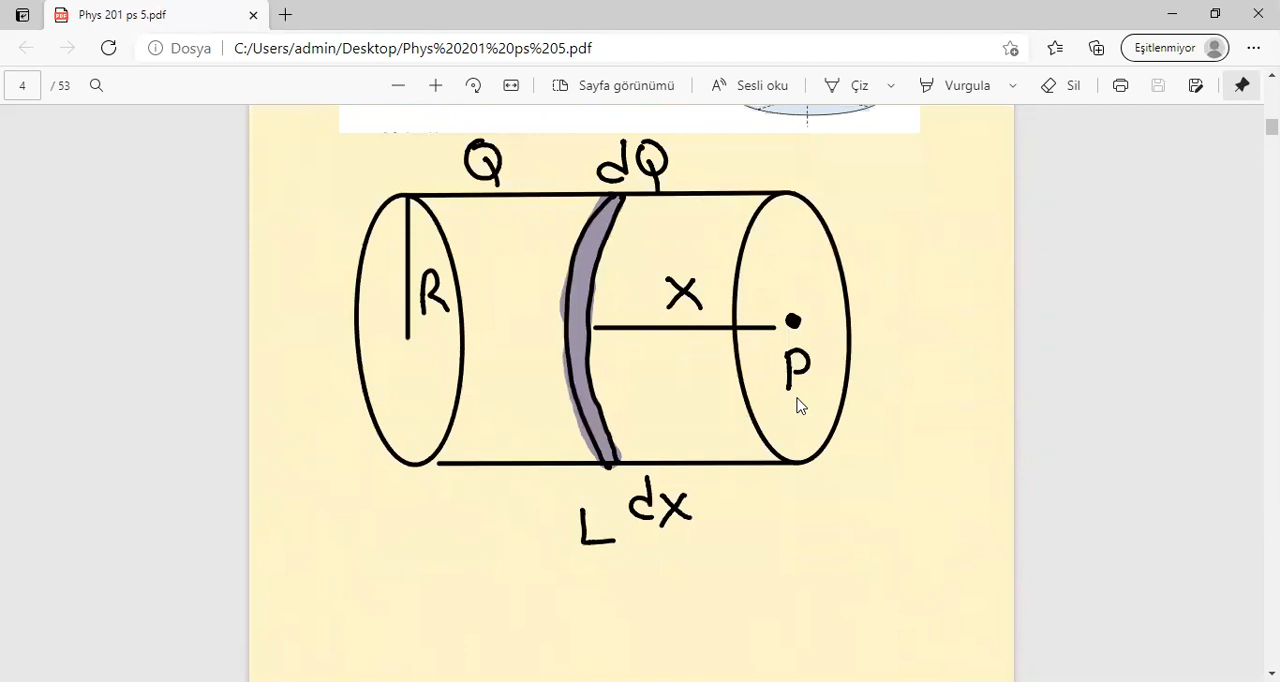 Phys 201 ps 5.pdf
Dosya C:/Users/admin/Desktop/Phys%20201%20ps%205.pdf Eşitlenmiyor
4 / 53 Sayfa görünümü Sesli oku Çiz Vurgula Sil
Q dQ
R X
P
L dx